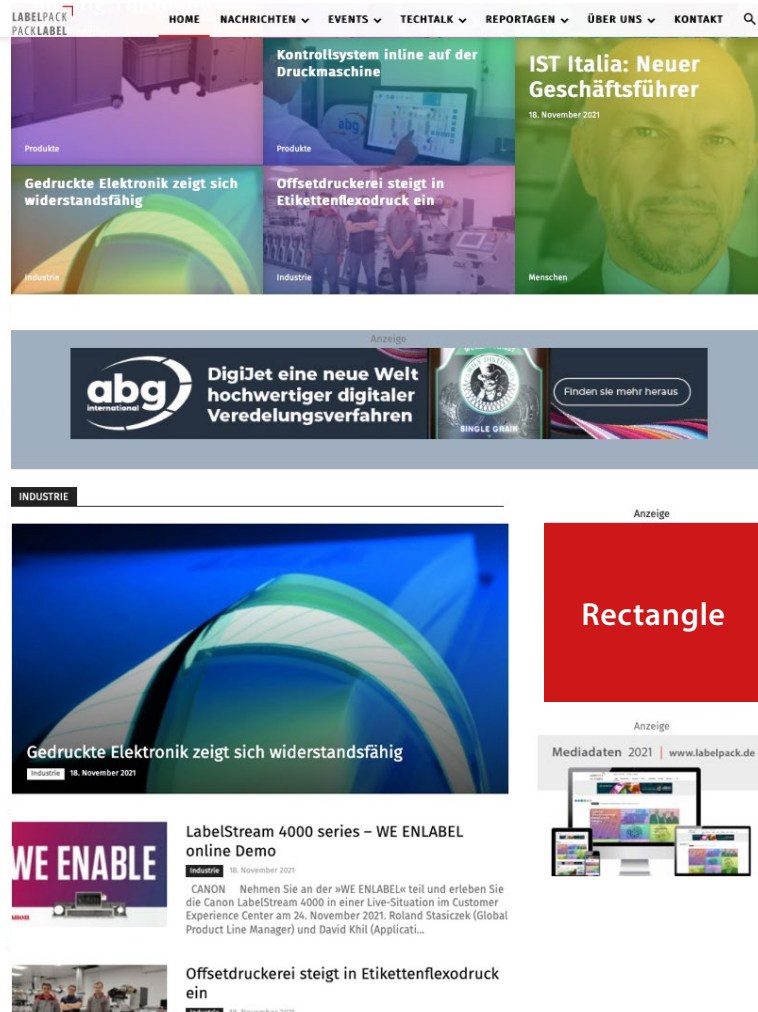 LABELPACK
PACKLABEL
HOME NACHRICHTEN EVENTS TECHTALK REPORTAGEN ÜBER UNS KONTAKT
Kontrollsystem inline auf der
Druckmaschine
IST Italia: Neuer
Geschäftsführer
18. November 2021
abg
Produkte
Produkte
Gedruckte Elektronik zeigt sich
widerstandsfähig
Offsetdruckerei steigt in
Etikettenflexodruck ein
Industrie
Industrie
Menschen
Anzeige
abg
international
DigiJet eine neue Welt
hochwertiger digitaler
Veredelungsverfahren
SINGLE GRAIN
Finden sie mehr heraus
INDUSTRIE
Anzeige
Rectangle
Gedruckte Elektronik zeigt sich widerstandsfähig
Industrie 18. November 2021
Anzeige
Mediadaten 2021 | www.labelpack.de
WE ENABLE
LabelStream 4000 series – WE ENLABEL
online Demo
Industrie 18. November 2021
CANON Nehmen Sie an der »WE ENLABEL« teil und erleben Sie
die Canon LabelStream 4000 in einer Live-Situation im Customer
Experience Center am 24. November 2021. Roland Stasiczek (Global
Product Line Manager) und David Khil (Applicati...
Offsetdruckerei steigt in Etikettenflexodruck
ein
Industrie 18. November 2021